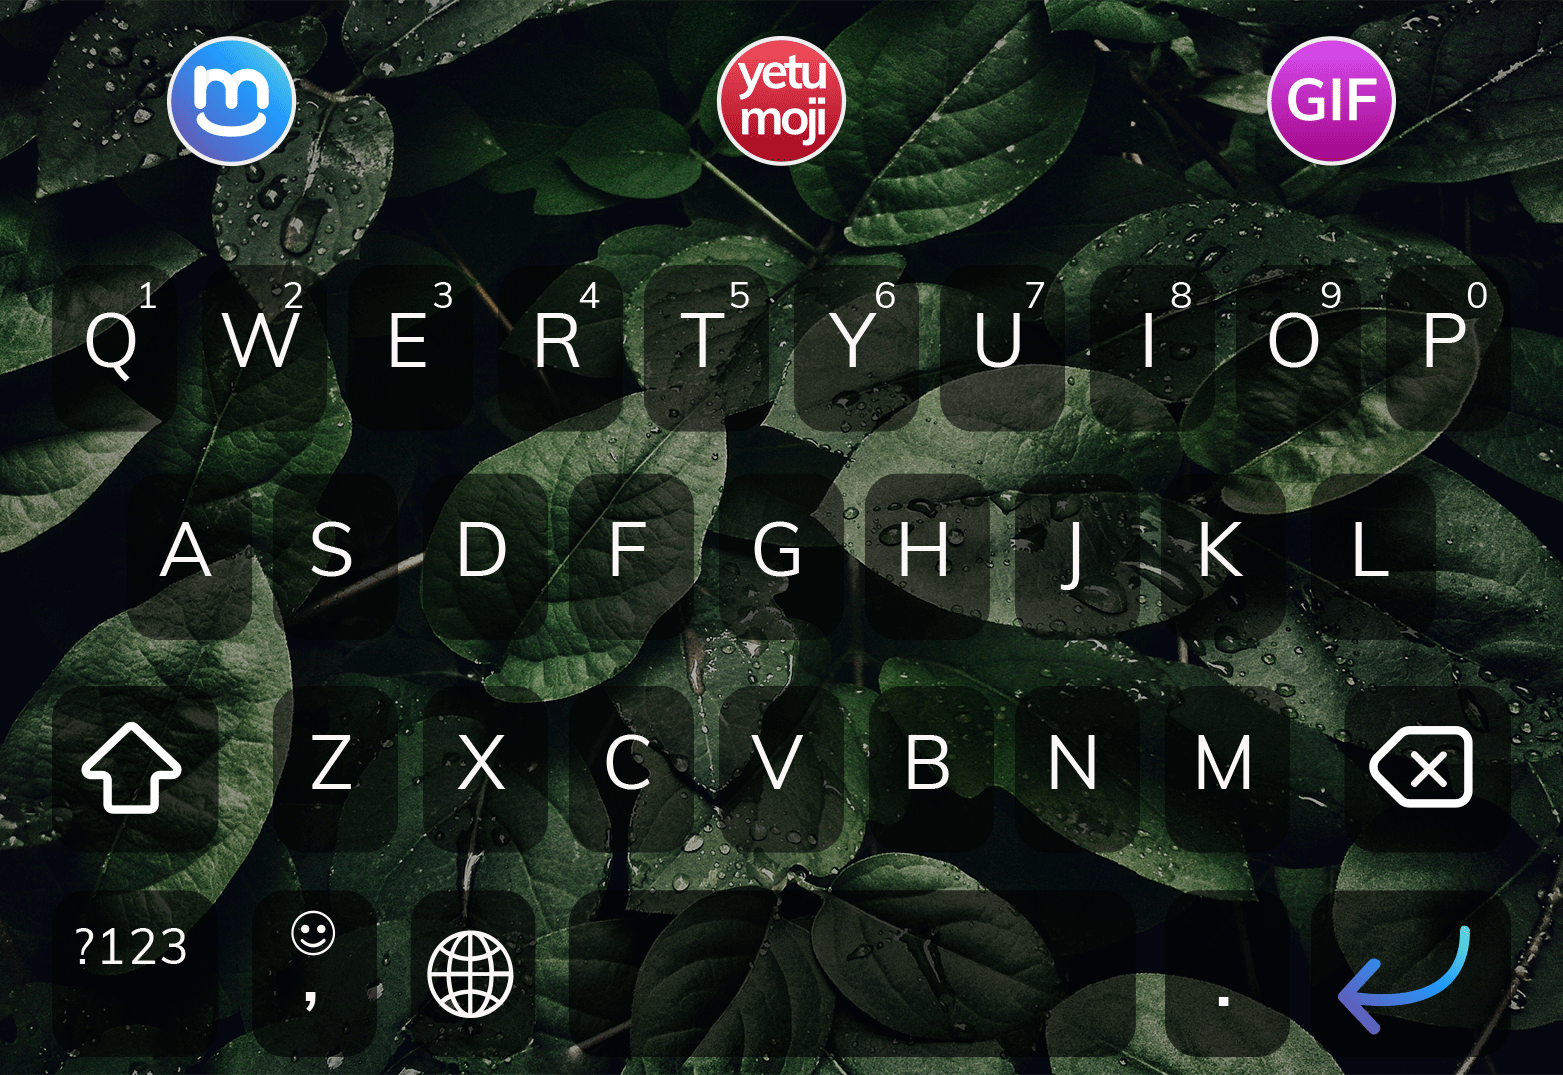 m yetu moji GIF
1 2 3 4 5 6 7 8 9 0
Q W E R T Y U I O P
A S D F G H J K L
Z X C V B N M
?123 , .